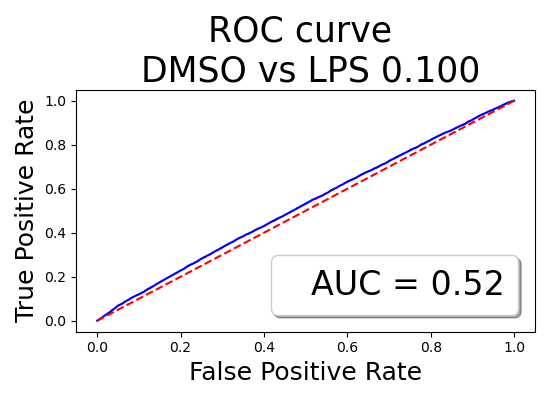 ROC curve
DMSO vs LPS 0.100
True Positive Rate
1.0
0.8
0.6
0.4
0.2
0.0
AUC = 0.52
0.0 0.2 0.4 0.6 0.8 1.0
False Positive Rate